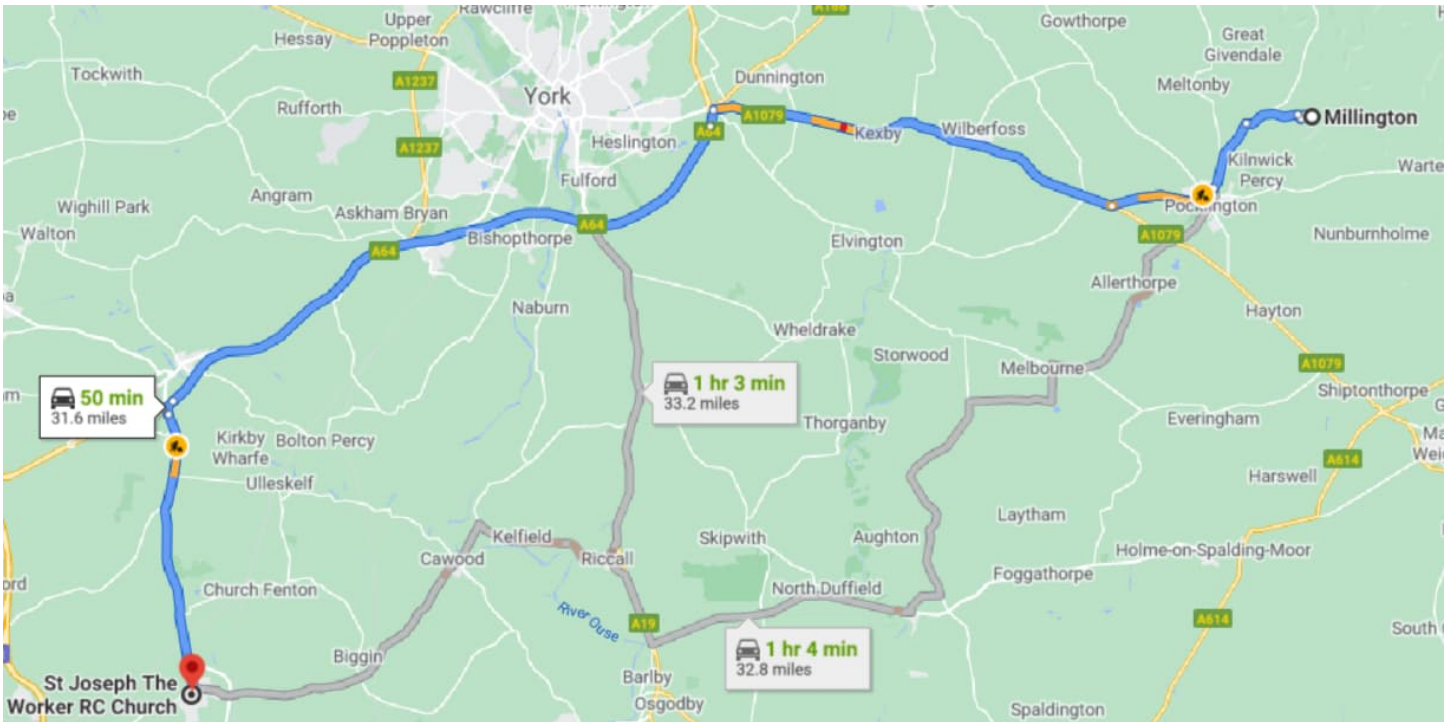 Rawcliffe
A166
Upper
Poppleton
Hessay
Gowthorpe
Great
Givendale
Tockwith
A1237
Dunnington
Meltonby
York
Rufforth
A1079
Millington
A64
Kexby
Wilberfoss
Heslington
A1237
Kilnwick
Percy
Fulford
Angram
Wighill Park
Askham Bryan
Pocklington
Walton
A64
Bishopthorpe
A1079
Nunburnholme
A64
Elvington
Allerthorpe
Naburn
Hayton
Wheldrake
Storwood
Melbourne
A1079
50 min
31.6 miles
1 hr 3 min
33.2 miles
Shiptonthorpe
Thorganby
Everingham
Kirkby
Wharfe
Bolton Percy
A614
Harswell
Ulleskelf
Laytham
Kelfield
Skipwith
Aughton
Cawood
Riccall
Holme-on-Spalding-Moor
Foggathorpe
Church Fenton
North Duffield
River Ouse
A19
A614
Biggin
1 hr 4 min
32.8 miles
St Joseph The
Worker RC Church
Barlby
Osgodby
Spaldington